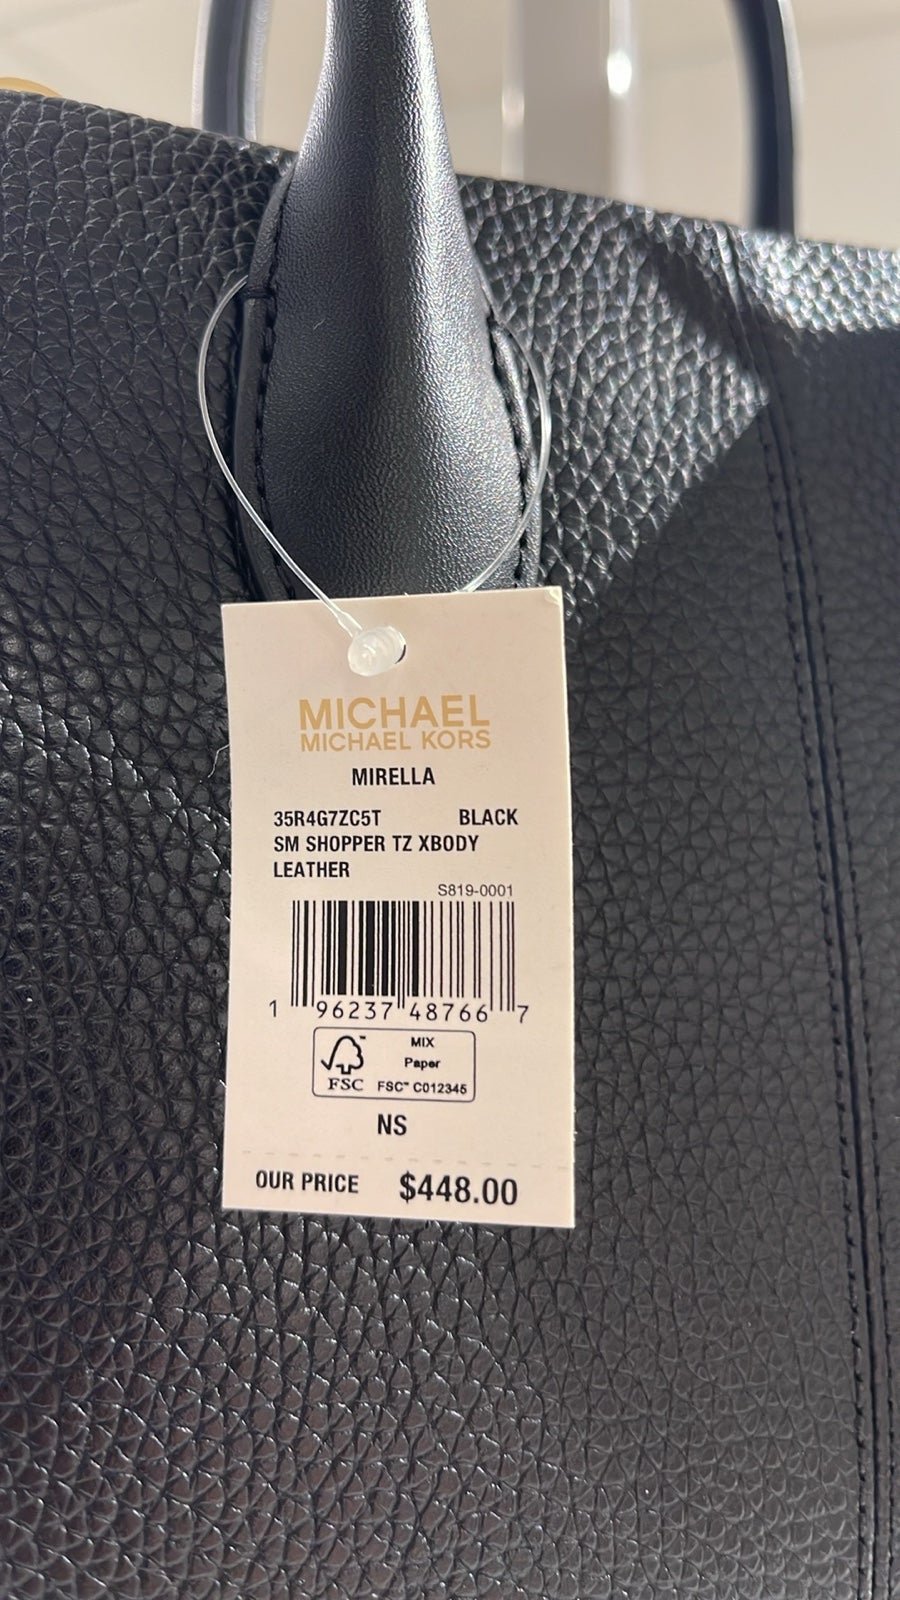 MICHAEL
MICHAEL KORS
MIRELLA
35R4G7ZC5T BLACK
SM SHOPPER TZ XBODY
LEATHER
S819-0001
1 96237 48766 7
MIX
Paper
FSC FSC™ C012345
NS
OUR PRICE $448.00